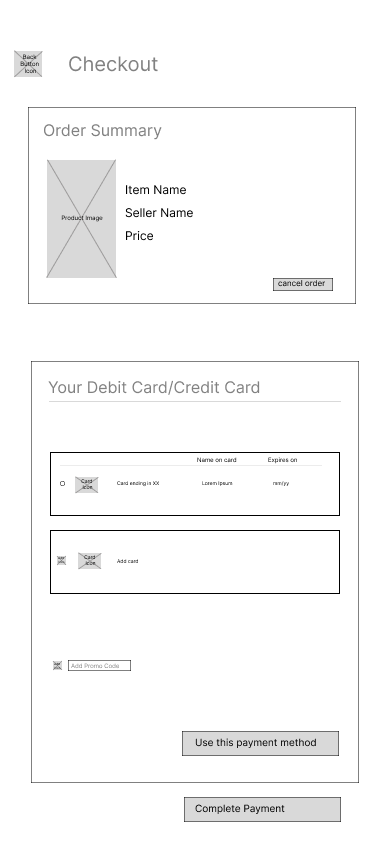 Back
Button
Icon
Checkout
Order Summary
Product Image
Item Name
Seller Name
Price
cancel order
Your Debit Card/Credit Card
Name on card Expires on
Card
Icon
Card ending in XX Lorem Ipsum mm/yy
Card
Icon
Add card
Add Promo Code
Use this payment method
Complete Payment